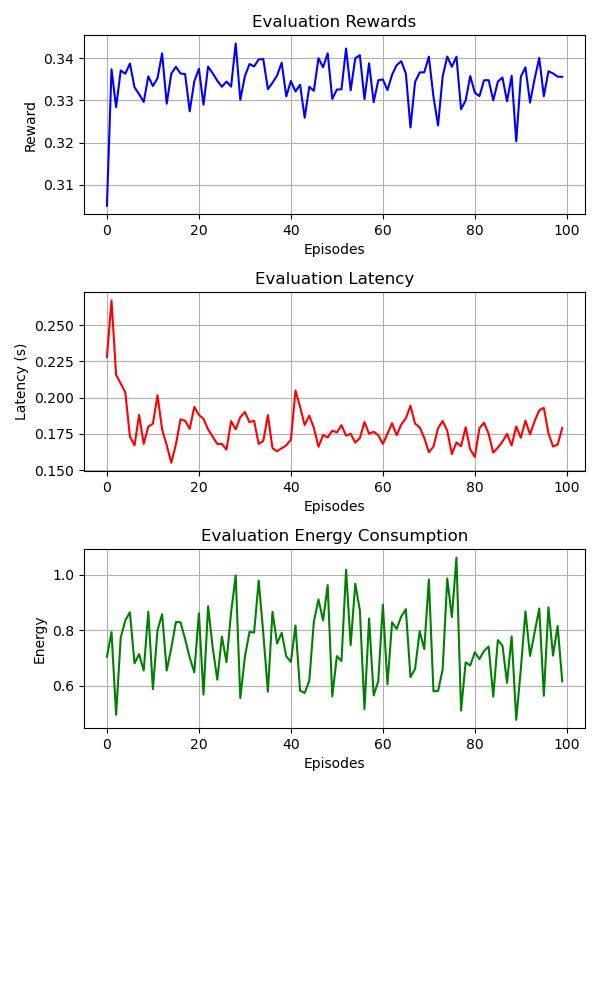 Evaluation Rewards
0.34
0.33
0.32
0.31
Reward
0 20 40 60 80 100
Episodes
Evaluation Latency
0.250
0.225
0.200
0.175
0.150
Latency (s)
0 20 40 60 80 100
Episodes
Evaluation Energy Consumption
1.0
0.8
0.6
Energy
0 20 40 60 80 100
Episodes